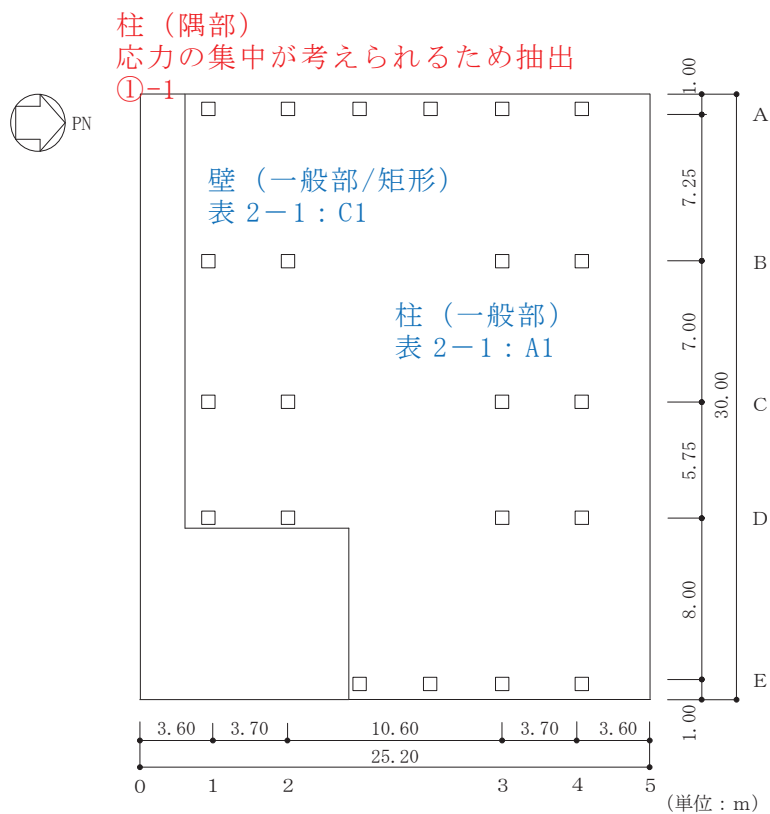 柱（隅部）
応力の集中が考えられるため抽出
①-1
PN
壁（一般部/矩形）
表 2－1：C1
柱（一般部）
表 2－1：A1
1.00
A
7.25
B
7.00
30.00
C
5.75
D
8.00
E
1.00
3.60 3.70 10.60 3.70 3.60
25.20
0 1 2 3 4 5
(単位：m)